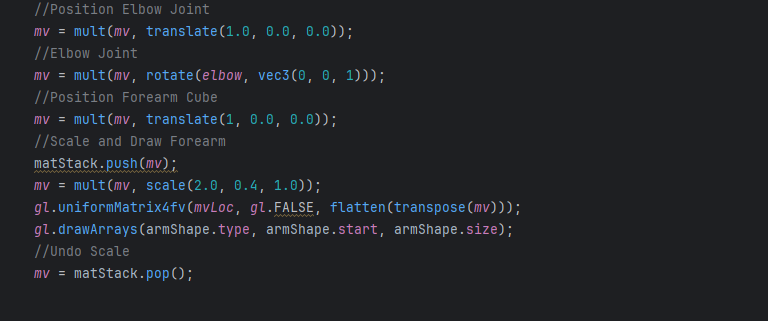 //Position Elbow Joint
mv = mult(mv, translate(1.0, 0.0, 0.0));
//Elbow Joint
mv = mult(mv, rotate(elbow, vec3(0, 0, 1)));
//Position Forearm Cube
mv = mult(mv, translate(1, 0.0, 0.0));
//Scale and Draw Forearm
matStack.push(mv);
mv = mult(mv, scale(2.0, 0.4, 1.0));
gl.uniformMatrix4fv(mvLoc, gl.FALSE, flatten(transpose(mv)));
gl.drawArrays(armShape.type, armShape.start, armShape.size);
//Undo Scale
mv = matStack.pop();